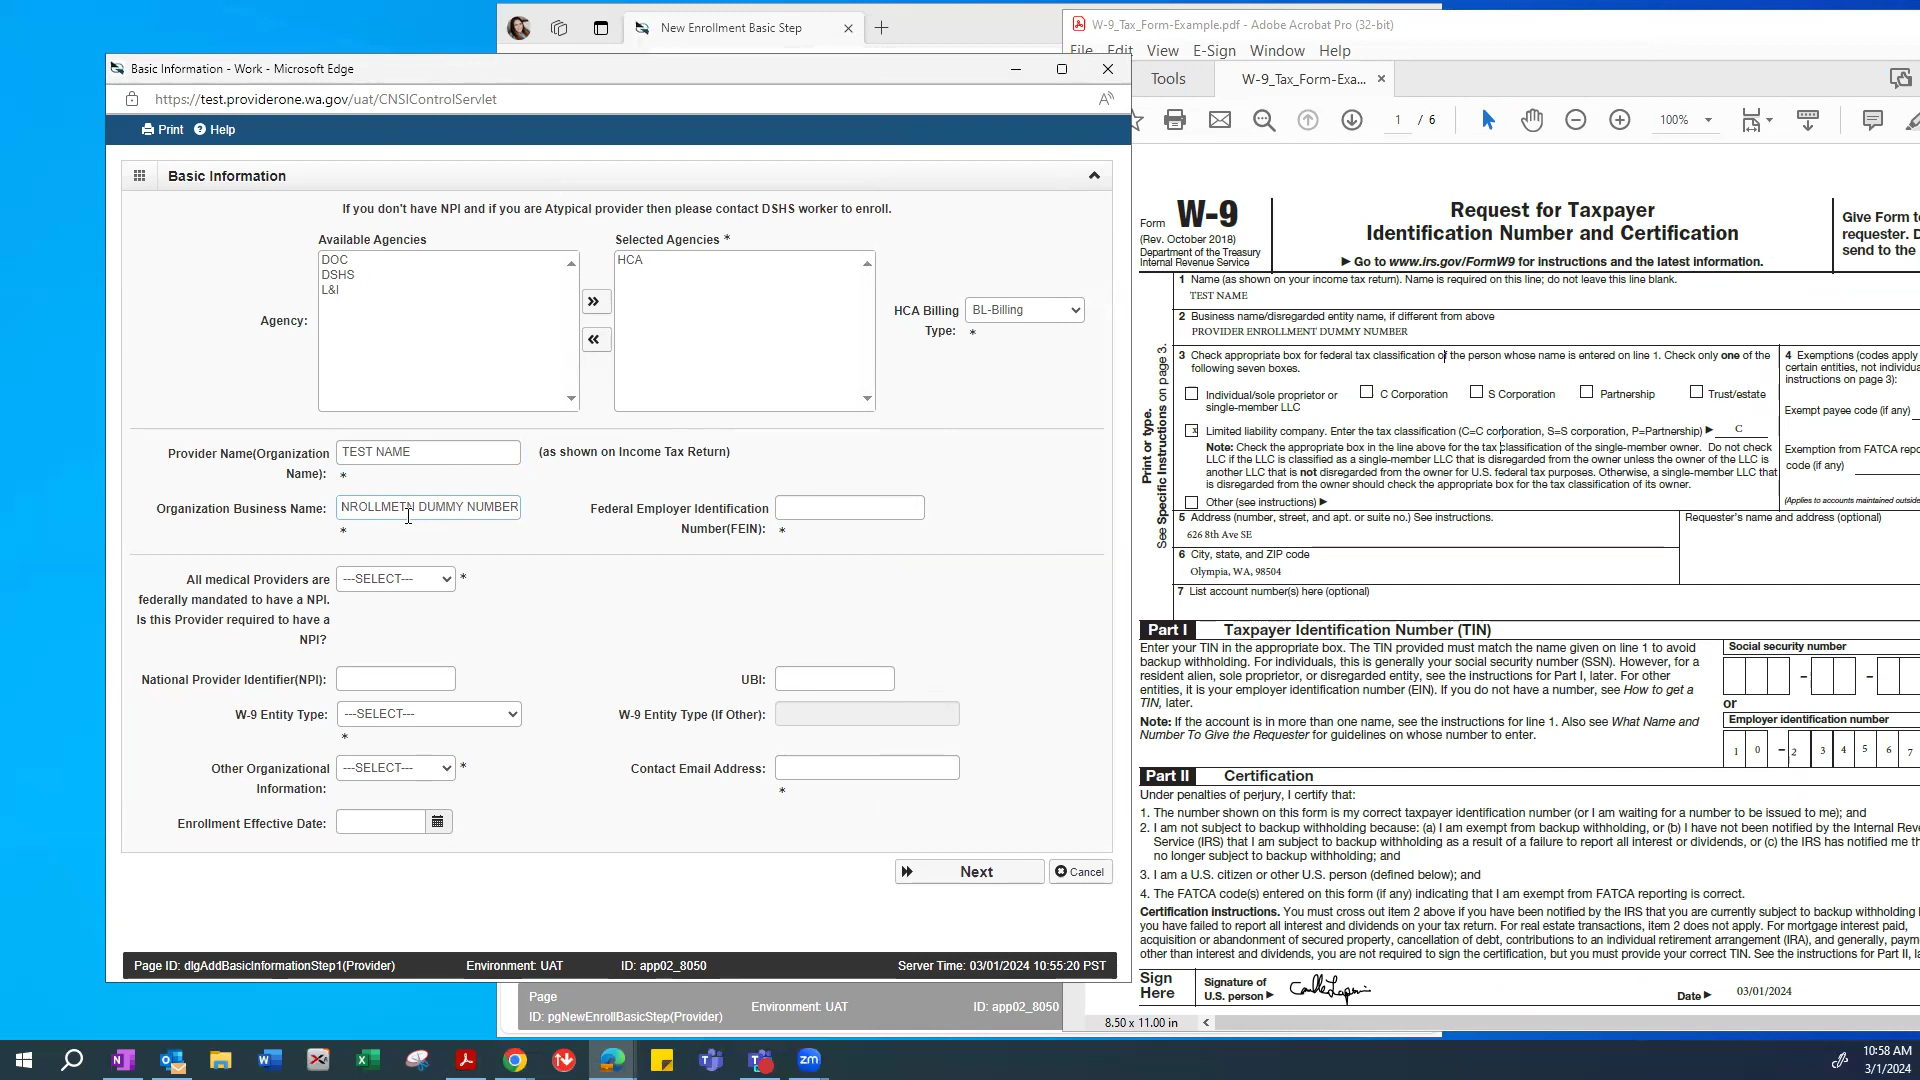 New Enrollment Basic Step
W-9_Tax_Form-Example.pdf - Adobe Acrobat Pro (32-bit)
File Edit View E-Sign Window Help
Basic Information - Work - Microsoft Edge
Tools
W-9_Tax_Form-Exa...
https://test.providerone.wa.gov/uat/CNSIControlServlet
1 / 6
100%
Print
Help
Basic Information
If you don't have NPI and if you are Atypical provider then please contact DSHS worker to enroll.
Available Agencies
Selected Agencies *
DOC
DSHS
L&I
HCA
Agency:
HCA Billing Type:
BL-Billing
*
Provider Name(Organization Name):
TEST NAME
(as shown on Income Tax Return)
*
Organization Business Name:
NROLLMETN DUMMY NUMBER
*
Federal Employer Identification Number(FEIN):
*
All medical Providers are
federally mandated to have a NPI.
Is this Provider required to have a
NPI?
---SELECT---
*
National Provider Identifier(NPI):
UBI:
W-9 Entity Type:
---SELECT---
*
W-9 Entity Type (If Other):
Other Organizational Information:
---SELECT---
*
Contact Email Address:
*
Enrollment Effective Date:
Next
Cancel
Page ID: dlgAddBasicInformationStep1(Provider)
Environment: UAT
ID: app02_8050
Server Time: 03/01/2024 10:55:20 PST
Page
ID: pgNewEnrollBasicStep(Provider)
Environment: UAT
ID: app02_8050
Form W-9
(Rev. October 2018)
Department of the Treasury
Internal Revenue Service
Request for Taxpayer
Identification Number and Certification
▶ Go to www.irs.gov/FormW9 for instructions and the latest information.
Give Form to
requester. D
send to the
Print or type.
See Specific Instructions on page 3.
1 Name (as shown on your income tax return). Name is required on this line; do not leave this line blank.
TEST NAME
2 Business name/disregarded entity name, if different from above
PROVIDER ENROLLMENT DUMMY NUMBER
3 Check appropriate box for federal tax classification of the person whose name is entered on line 1. Check only one of the
following seven boxes.
Individual/sole proprietor or
single-member LLC
C Corporation
S Corporation
Partnership
Trust/estate
x Limited liability company. Enter the tax classification (C=C corporation, S=S corporation, P=Partnership) ▶ C
Note: Check the appropriate box in the line above for the tax classification of the single-member owner. Do not check
LLC if the LLC is classified as a single-member LLC that is disregarded from the owner unless the owner of the LLC is
another LLC that is not disregarded from the owner for U.S. federal tax purposes. Otherwise, a single-member LLC that
is disregarded from the owner should check the appropriate box for the tax classification of its owner.
Other (see instructions) ▶
4 Exemptions (codes apply
certain entities, not individua
instructions on page 3):
Exempt payee code (if any)
Exemption from FATCA repo
code (if any)
(Applies to accounts maintained outside
5 Address (number, street, and apt. or suite no.) See instructions.
626 8th Ave SE
Requester's name and address (optional)
6 City, state, and ZIP code
Olympia, WA, 98504
7 List account number(s) here (optional)
Part I Taxpayer Identification Number (TIN)
Enter your TIN in the appropriate box. The TIN provided must match the name given on line 1 to avoid
backup withholding. For individuals, this is generally your social security number (SSN). However, for a
resident alien, sole proprietor, or disregarded entity, see the instructions for Part I, later. For other
entities, it is your employer identification number (EIN). If you do not have a number, see How to get a
TIN, later.
Note: If the account is in more than one name, see the instructions for line 1. Also see What Name and
Number To Give the Requester for guidelines on whose number to enter.
Social security number
– –
or
Employer identification number
1 0 – 2 3 4 5 6 7
Part II Certification
Under penalties of perjury, I certify that:
1. The number shown on this form is my correct taxpayer identification number (or I am waiting for a number to be issued to me); and
2. I am not subject to backup withholding because: (a) I am exempt from backup withholding, or (b) I have not been notified by the Internal Rev
Service (IRS) that I am subject to backup withholding as a result of a failure to report all interest or dividends, or (c) the IRS has notified me th
no longer subject to backup withholding; and
3. I am a U.S. citizen or other U.S. person (defined below); and
4. The FATCA code(s) entered on this form (if any) indicating that I am exempt from FATCA reporting is correct.
Certification instructions. You must cross out item 2 above if you have been notified by the IRS that you are currently subject to backup withholding
you have failed to report all interest and dividends on your tax return. For real estate transactions, item 2 does not apply. For mortgage interest paid,
acquisition or abandonment of secured property, cancellation of debt, contributions to an individual retirement arrangement (IRA), and generally, paym
other than interest and dividends, you are not required to sign the certification, but you must provide your correct TIN. See the instructions for Part II, la
Sign
Here
Signature of
U.S. person ▶
Date ▶ 03/01/2024
8.50 x 11.00 in
10:58 AM
3/1/2024